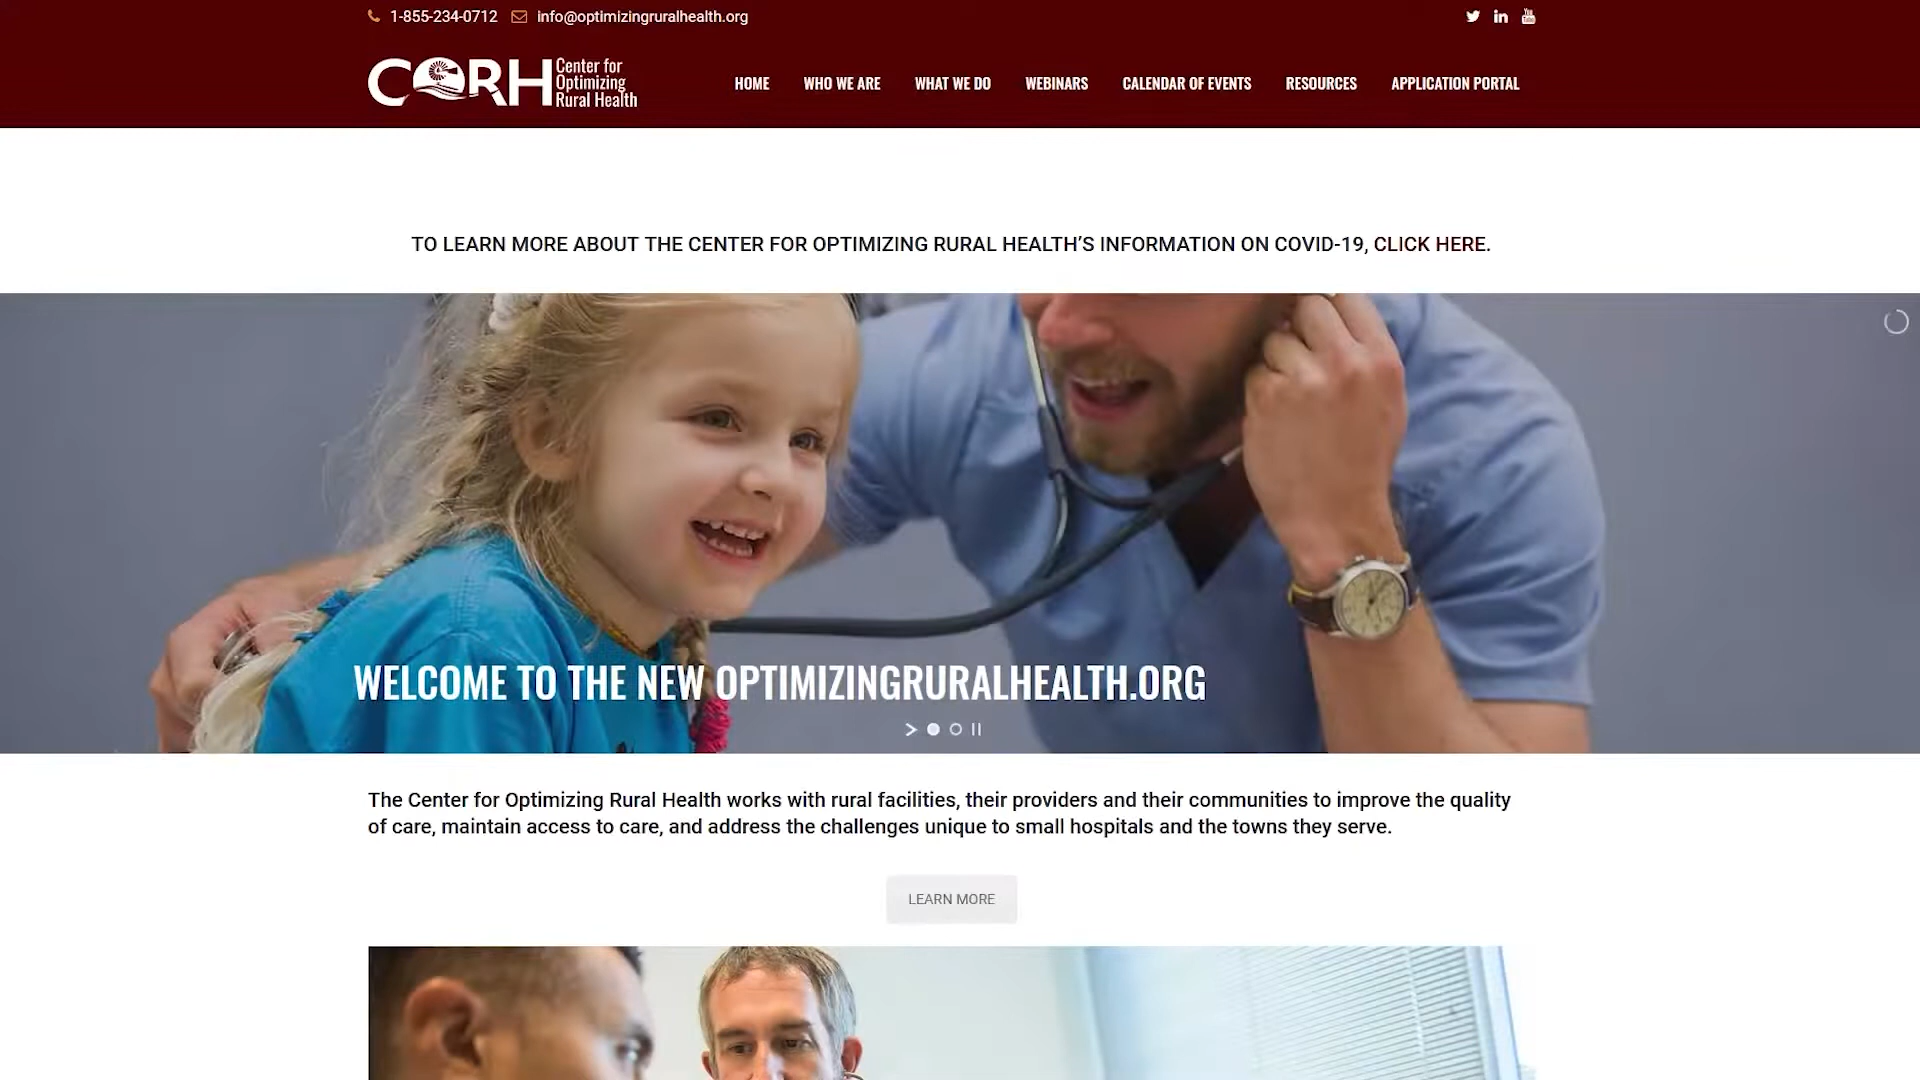 1-855-234-0712 info@optimizingruralhealth.org
You Tube
CORH Center for
Optimizing
Rural Health
HOME WHO WE ARE WHAT WE DO WEBINARS CALENDAR OF EVENTS RESOURCES APPLICATION PORTAL
TO LEARN MORE ABOUT THE CENTER FOR OPTIMIZING RURAL HEALTH’S INFORMATION ON COVID-19, CLICK HERE.
WELCOME TO THE NEW OPTIMIZINGRURALHEALTH.ORG
The Center for Optimizing Rural Health works with rural facilities, their providers and their communities to improve the quality
of care, maintain access to care, and address the challenges unique to small hospitals and the towns they serve.
LEARN MORE